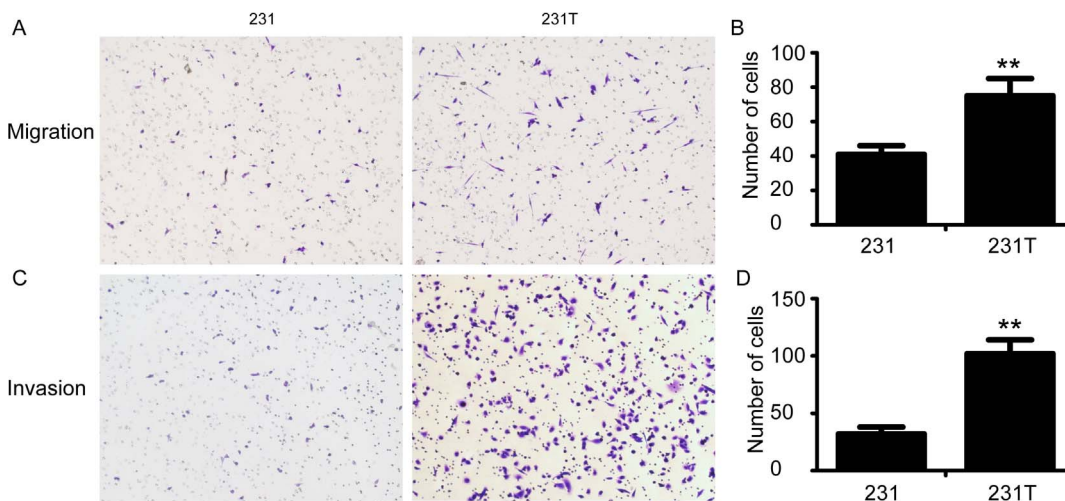 231
231T
A
Migration
B
Number of cells
100
80
60
40
20
0
**
231
231T
C
Invasion
D
Number of cells
150
100
50
0
**
231
231T